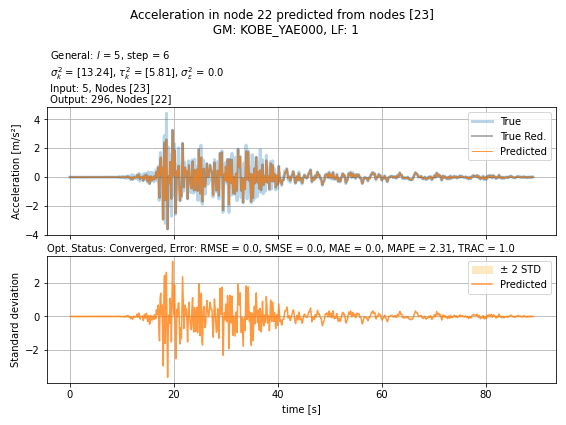 Acceleration in node 22 predicted from nodes [23]
GM: KOBE_YAE000, LF: 1
General: l = 5, step = 6
σ²ₖ = [13.24], τ²ₖ = [5.81], σ²ε = 0.0
Input: 5, Nodes [23]
Output: 296, Nodes [22]
Acceleration [m/s²]
4
2
0
−2
−4
True
True Red.
Predicted
Opt. Status: Converged, Error: RMSE = 0.0, SMSE = 0.0, MAE = 0.0, MAPE = 2.31, TRAC = 1.0
Standard deviation
2
0
−2
± 2 STD
Predicted
0 20 40 60 80
time [s]